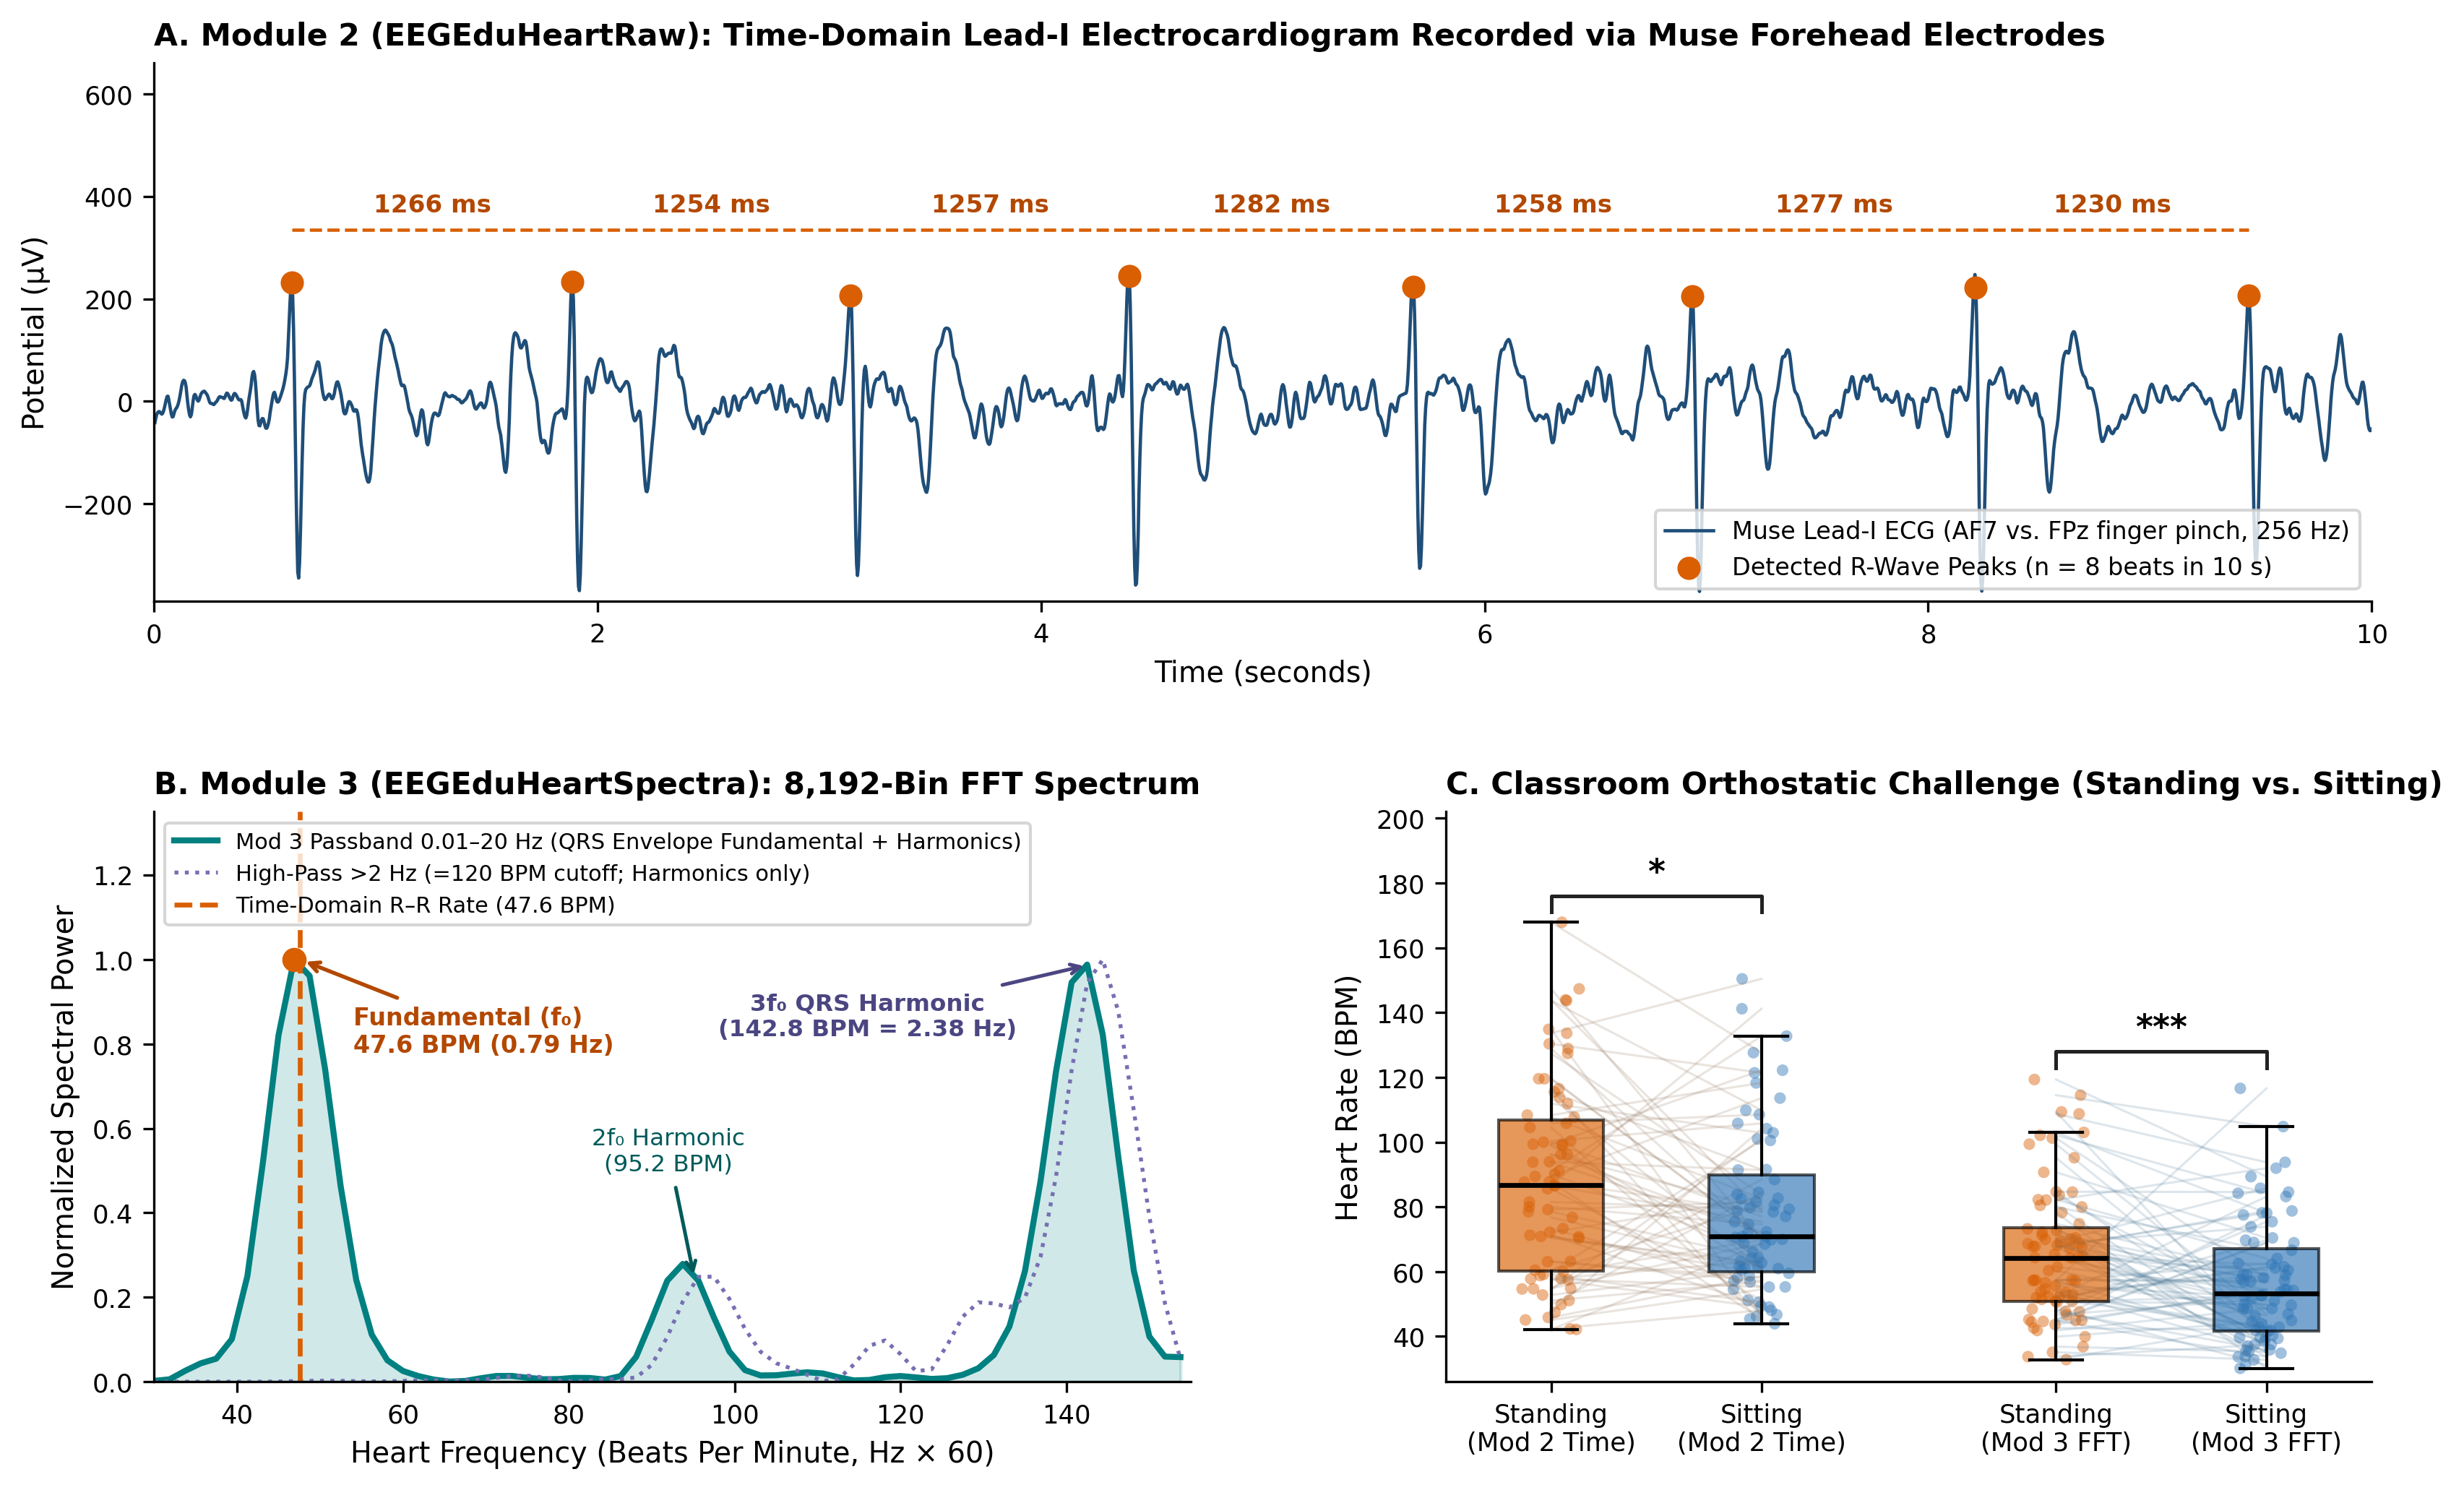 A. Module 2 (EEGEduHeartRaw): Time-Domain Lead-I Electrocardiogram Recorded via Muse Forehead Electrodes
Potential (µV)
600
400
200
0
−200
1266 ms
1254 ms
1257 ms
1282 ms
1258 ms
1277 ms
1230 ms
Muse Lead-I ECG (AF7 vs. FPz finger pinch, 256 Hz)
Detected R-Wave Peaks (n = 8 beats in 10 s)
0
2
4
6
8
10
Time (seconds)
B. Module 3 (EEGEduHeartSpectra): 8,192-Bin FFT Spectrum
Normalized Spectral Power
1.2
1.0
0.8
0.6
0.4
0.2
0.0
Mod 3 Passband 0.01–20 Hz (QRS Envelope Fundamental + Harmonics)
High-Pass >2 Hz (=120 BPM cutoff; Harmonics only)
Time-Domain R–R Rate (47.6 BPM)
Fundamental (f₀)
47.6 BPM (0.79 Hz)
2f₀ Harmonic
(95.2 BPM)
3f₀ QRS Harmonic
(142.8 BPM = 2.38 Hz)
40
60
80
100
120
140
Heart Frequency (Beats Per Minute, Hz × 60)
C. Classroom Orthostatic Challenge (Standing vs. Sitting)
Heart Rate (BPM)
200
180
160
140
120
100
80
60
40
*
***
Standing
(Mod 2 Time)
Sitting
(Mod 2 Time)
Standing
(Mod 3 FFT)
Sitting
(Mod 3 FFT)